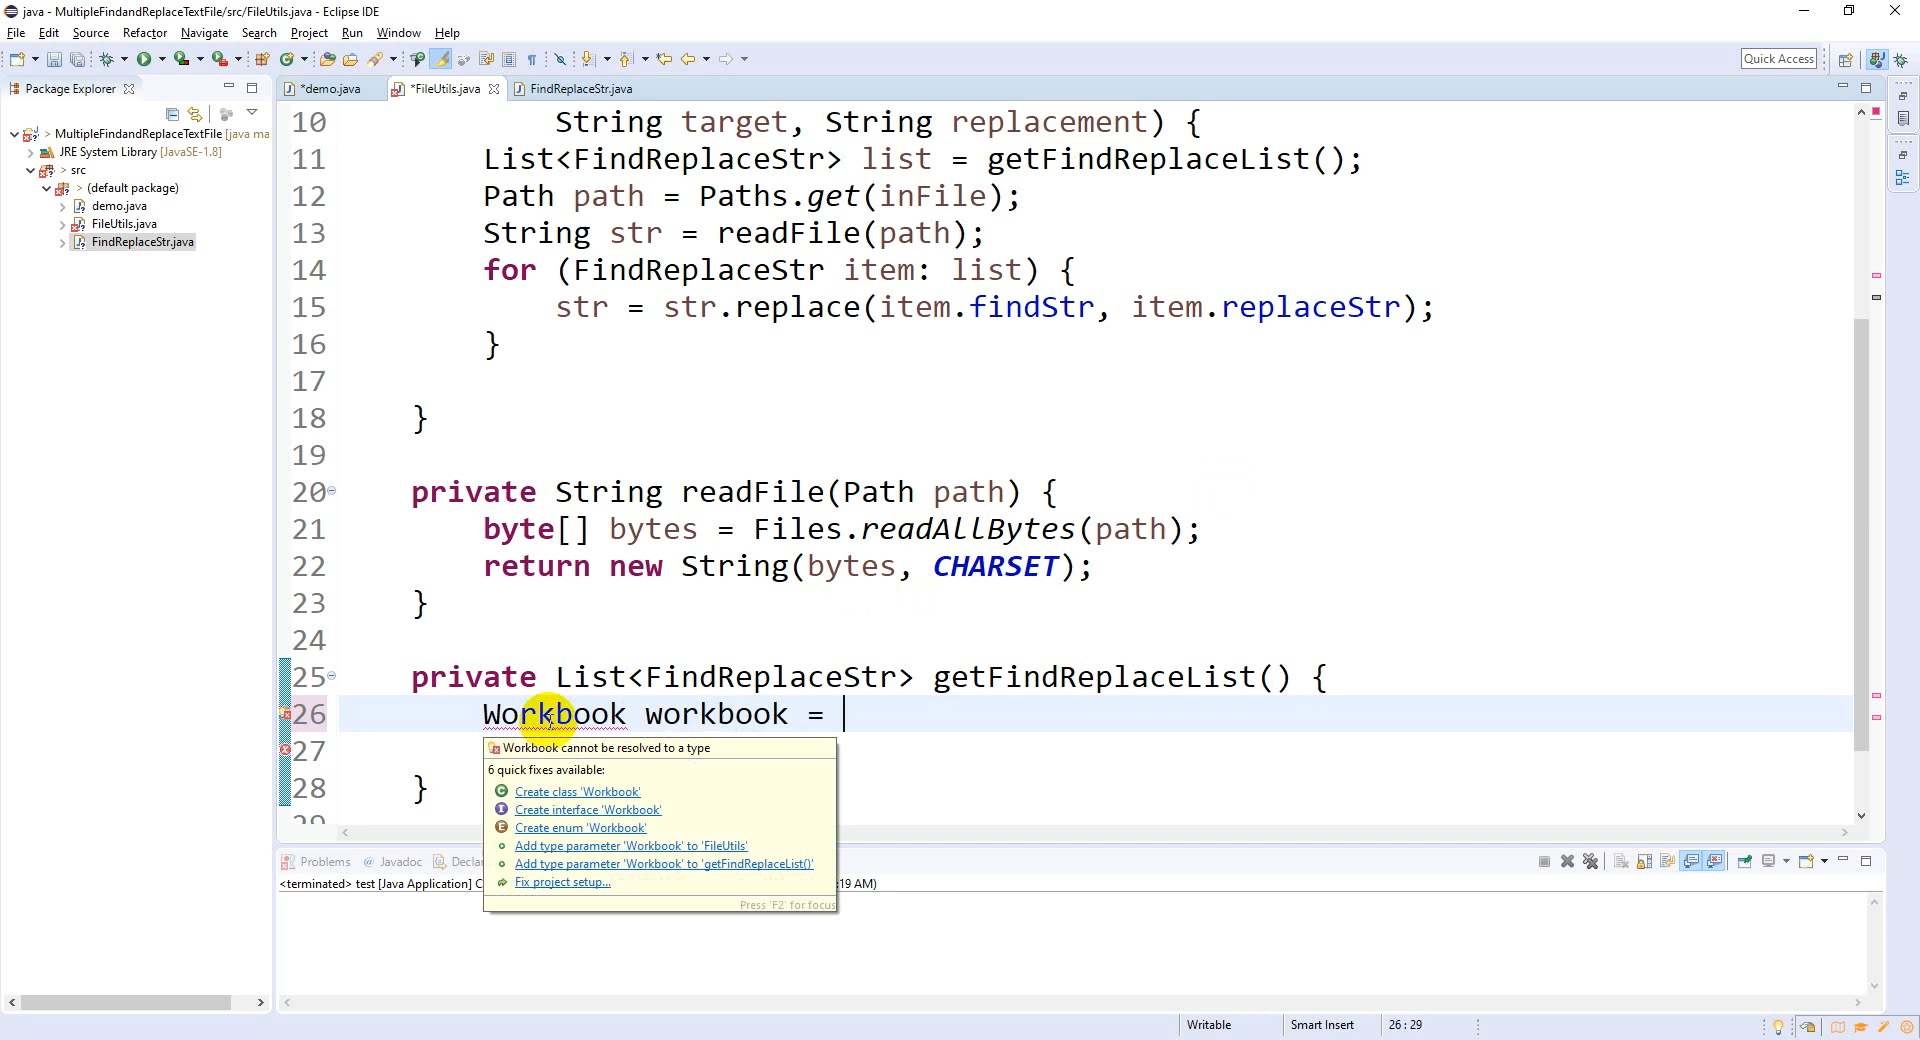 java - MultipleFindandReplaceTextFile/src/FileUtils.java - Eclipse IDE
File Edit Source Refactor Navigate Search Project Run Window Help
Quick Access
Package Explorer
*demo.java
*FileUtils.java
FindReplaceStr.java
> MultipleFindandReplaceTextFile [java ma
JRE System Library [JavaSE-1.8]
> src
> (default package)
demo.java
FileUtils.java
FindReplaceStr.java
10 String target, String replacement) {
11 List<FindReplaceStr> list = getFindReplaceList();
12 Path path = Paths.get(inFile);
13 String str = readFile(path);
14 for (FindReplaceStr item: list) {
15 str = str.replace(item.findStr, item.replaceStr);
16 }
17
18 }
19
20 private String readFile(Path path) {
21 byte[] bytes = Files.readAllBytes(path);
22 return new String(bytes, CHARSET);
23 }
24
25 private List<FindReplaceStr> getFindReplaceList() {
26 Workbook workbook =
27
28 }
29
Workbook cannot be resolved to a type
6 quick fixes available:
Create class 'Workbook'
Create interface 'Workbook'
Create enum 'Workbook'
Add type parameter 'Workbook' to 'FileUtils'
Add type parameter 'Workbook' to 'getFindReplaceList()'
Fix project setup...
Press 'F2' for focus
Problems @ Javadoc Declar
<terminated> test [Java Application] C :19 AM)
Writable Smart Insert 26 : 29